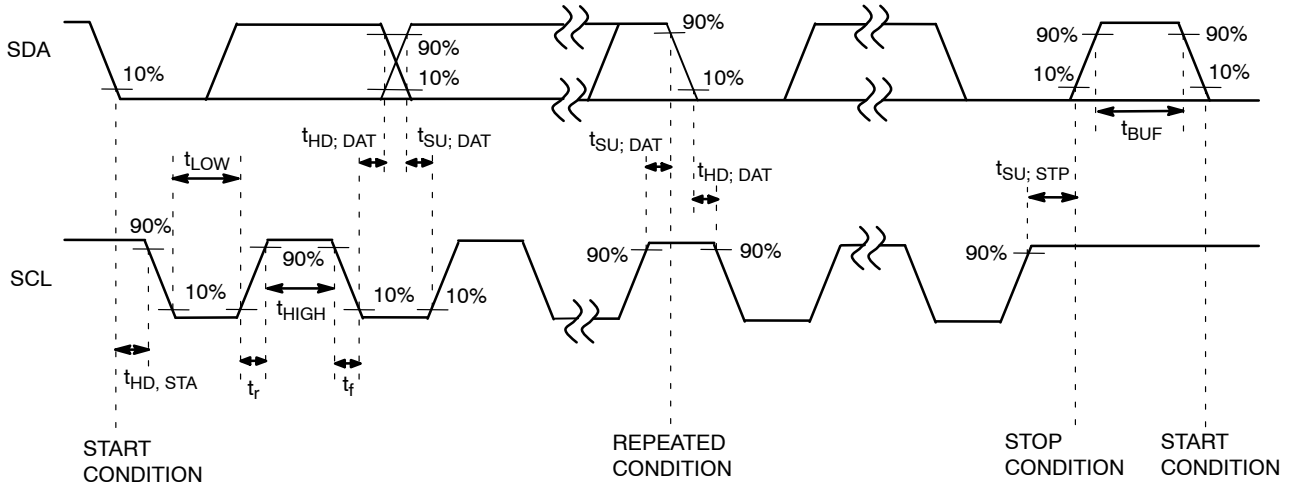 SDA
10%
90%
10%
90%
10%
90%
10%
90%
10%
tHD; DAT
tSU; DAT
tSU; DAT
tHD; DAT
tBUF
tLOW
tSU; STP
SCL
90%
10%
90%
tHIGH
10%
10%
90%
90%
90%
tHD, STA
tr
tf
START
CONDITION
REPEATED
CONDITION
STOP
CONDITION
START
CONDITION